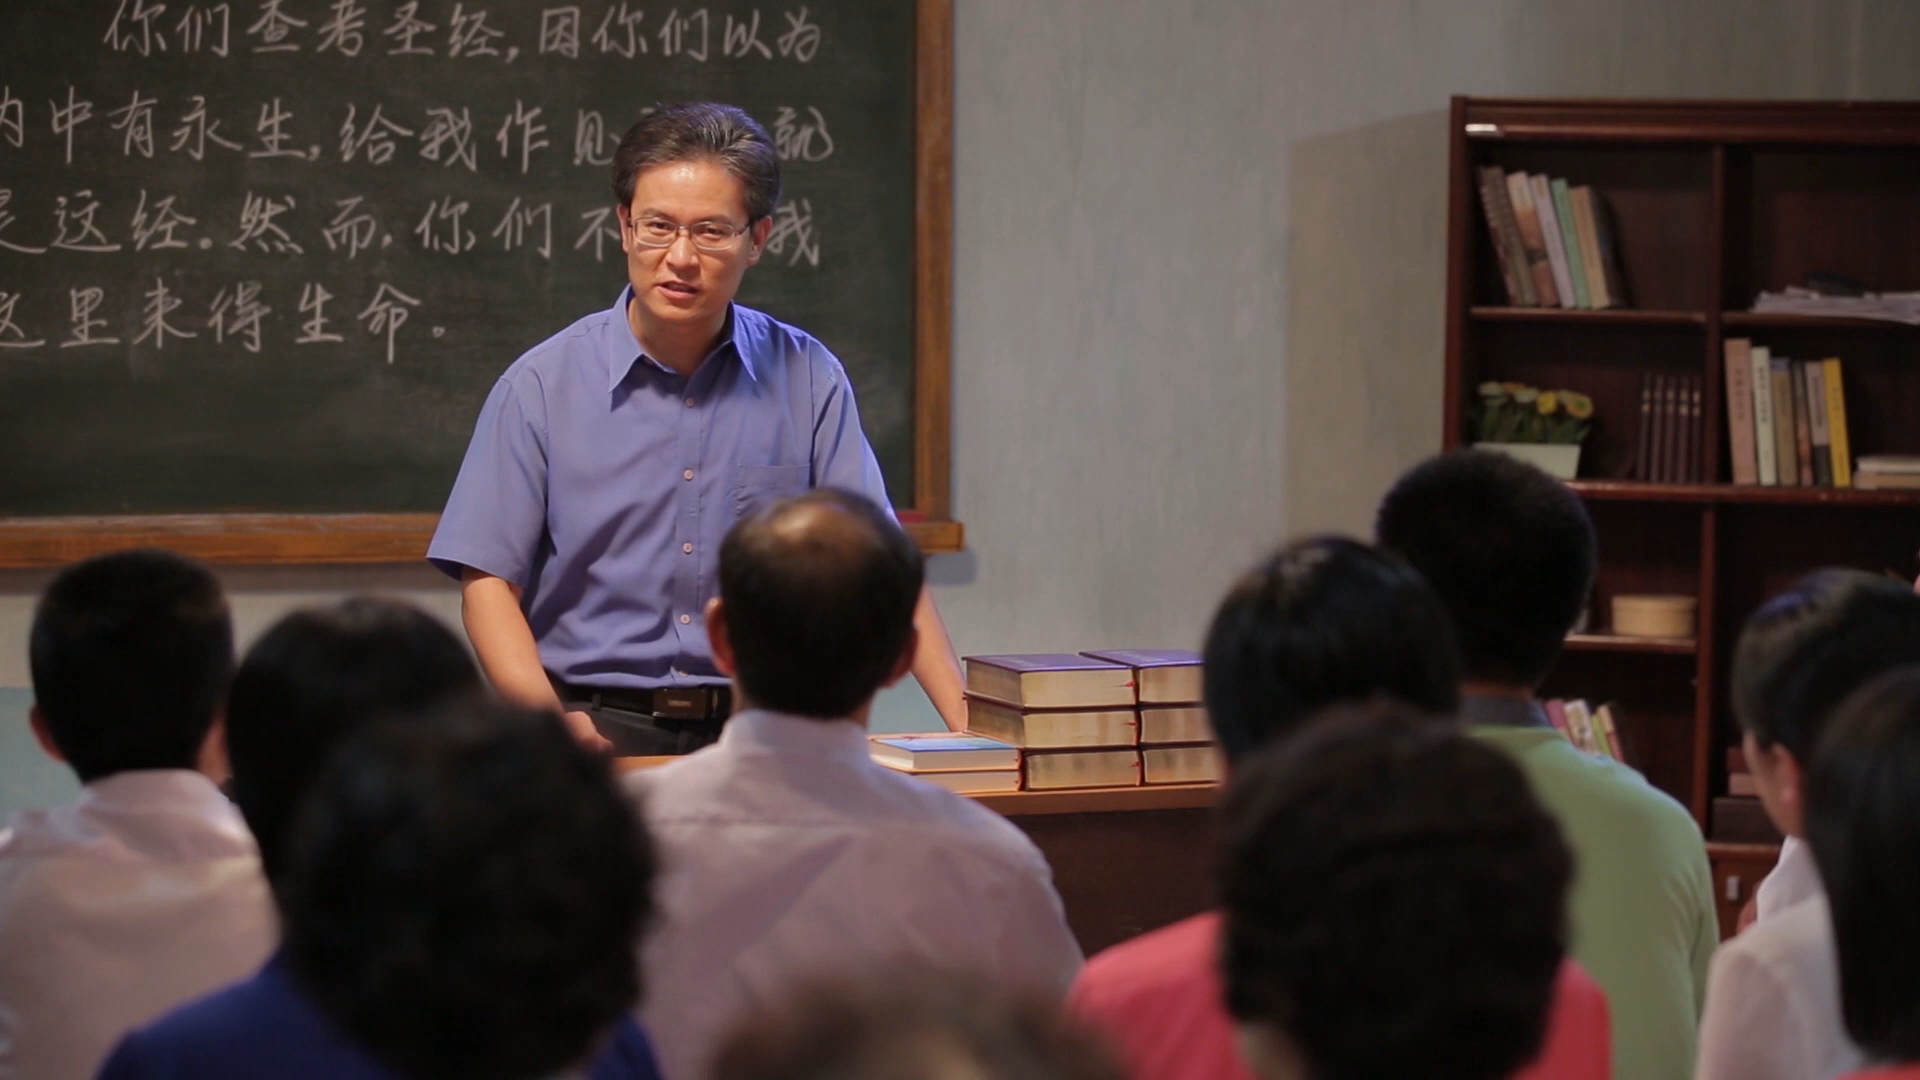 你们查考圣经,因你们以为
内中有永生,给我作见 就
是这经。然而,你们不 我
这里来得生命。